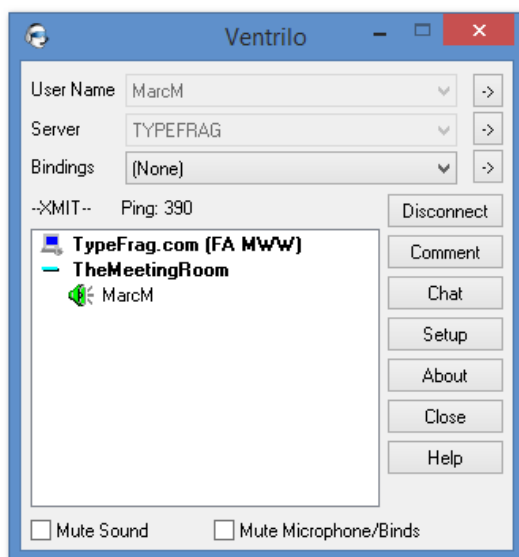 Ventrilo
User Name MarcM ->
Server TYPEFRAG ->
Bindings (None) ->
--XMIT-- Ping: 390 Disconnect
TypeFrag.com (FA MWW)
Comment
TheMeetingRoom
MarcM Chat
Setup
About
Close
Help
Mute Sound Mute Microphone/Binds